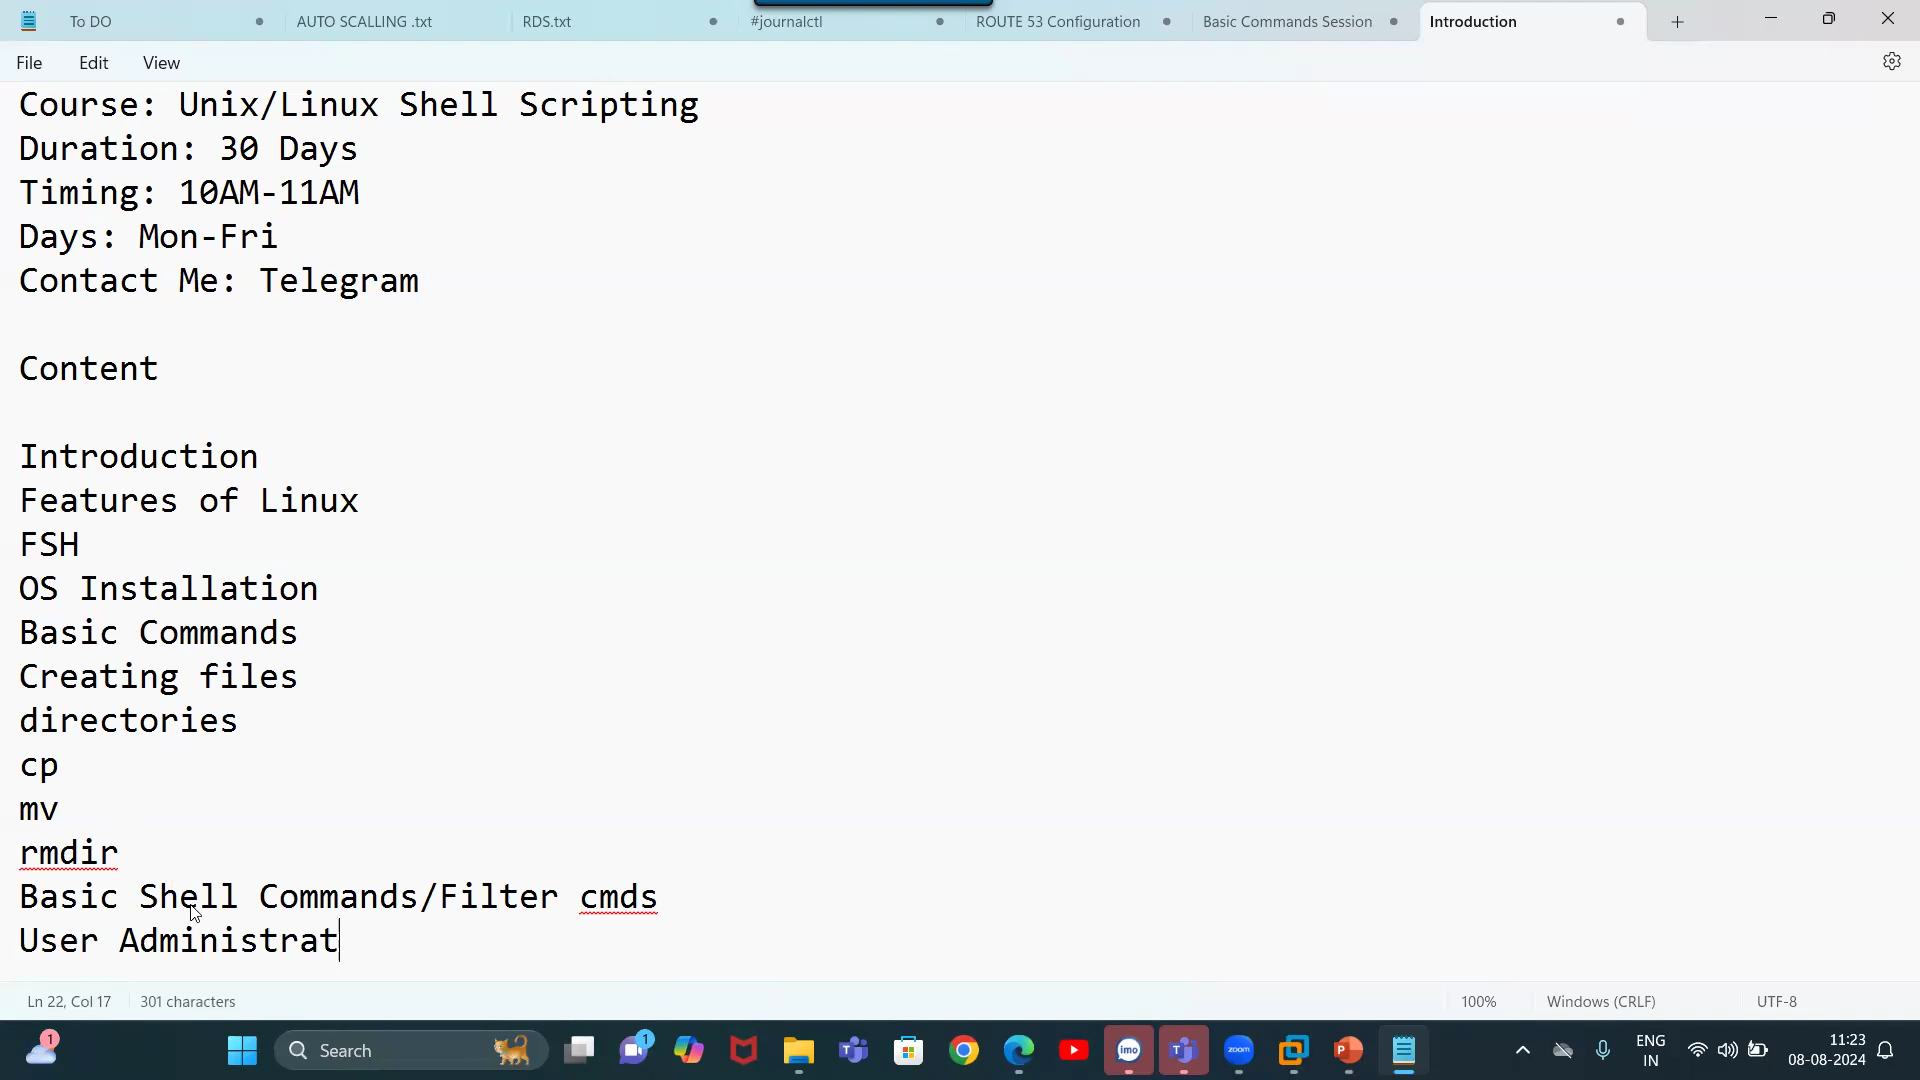 To DO
AUTO SCALLING .txt
RDS.txt
#journalctl
ROUTE 53 Configuration
Basic Commands Session
Introduction
File
Edit
View
Course: Unix/Linux Shell Scripting
Duration: 30 Days
Timing: 10AM-11AM
Days: Mon-Fri
Contact Me: Telegram
Content
Introduction
Features of Linux
FSH
OS Installation
Basic Commands
Creating files
directories
cp
mv
rmdir
Basic Shell Commands/Filter cmds
User Administrat
Ln 22, Col 17
301 characters
100%
Windows (CRLF)
UTF-8
1
Search
1
imo
zoom
ENG
IN
11:23
08-08-2024